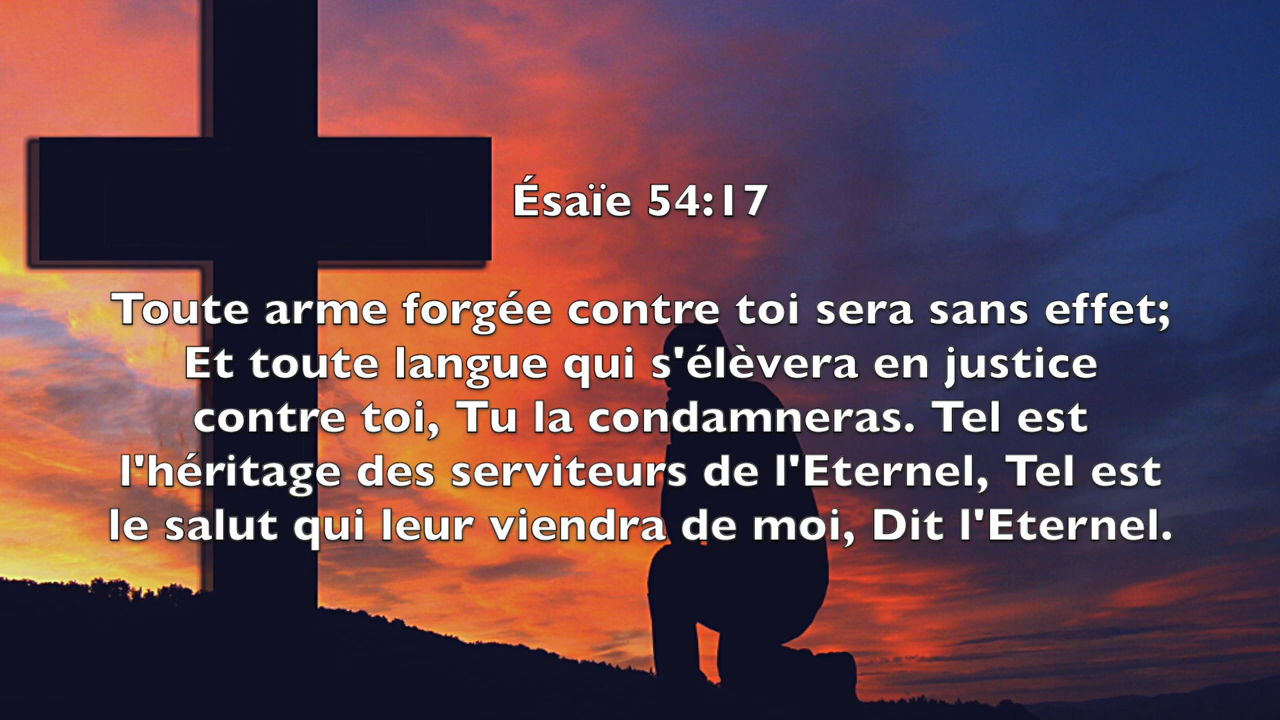 Ésaïe 54:17
Toute arme forgée contre toi sera sans effet;
Et toute langue qui s'élèvera en justice
contre toi, Tu la condamneras. Tel est
l'héritage des serviteurs de l'Eternel, Tel est
le salut qui leur viendra de moi, Dit l'Eternel.